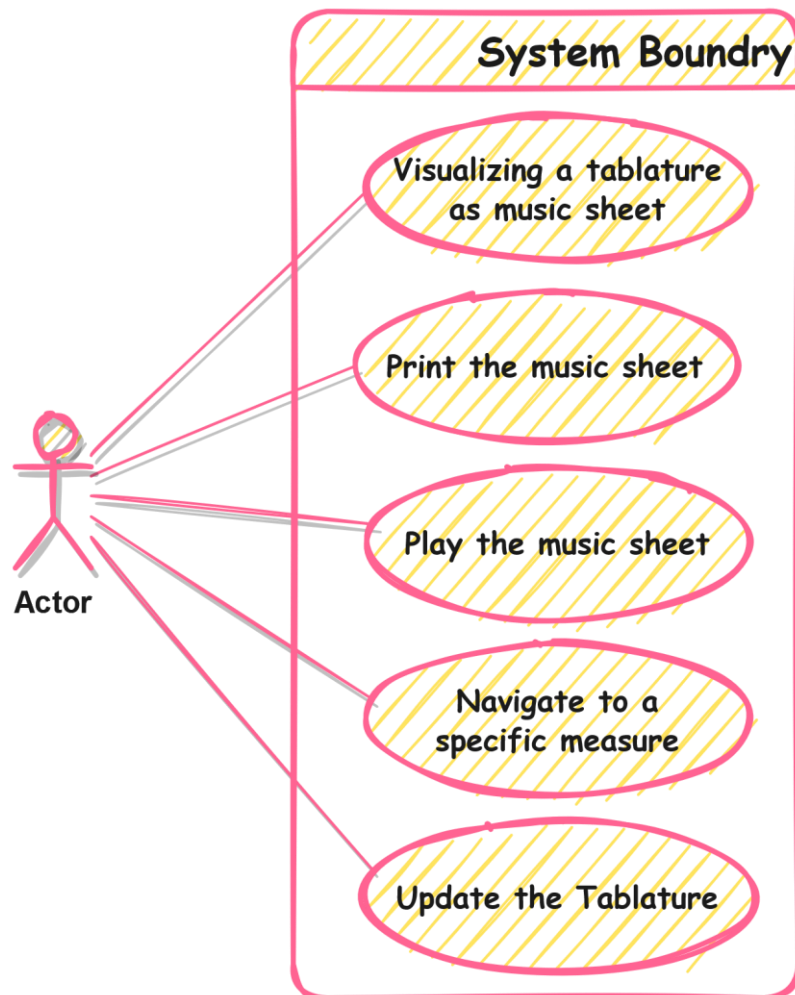 System Boundry
Visualizing a tablature
as music sheet
Print the music sheet
Play the music sheet
Actor
Navigate to a
specific measure
Update the Tablature